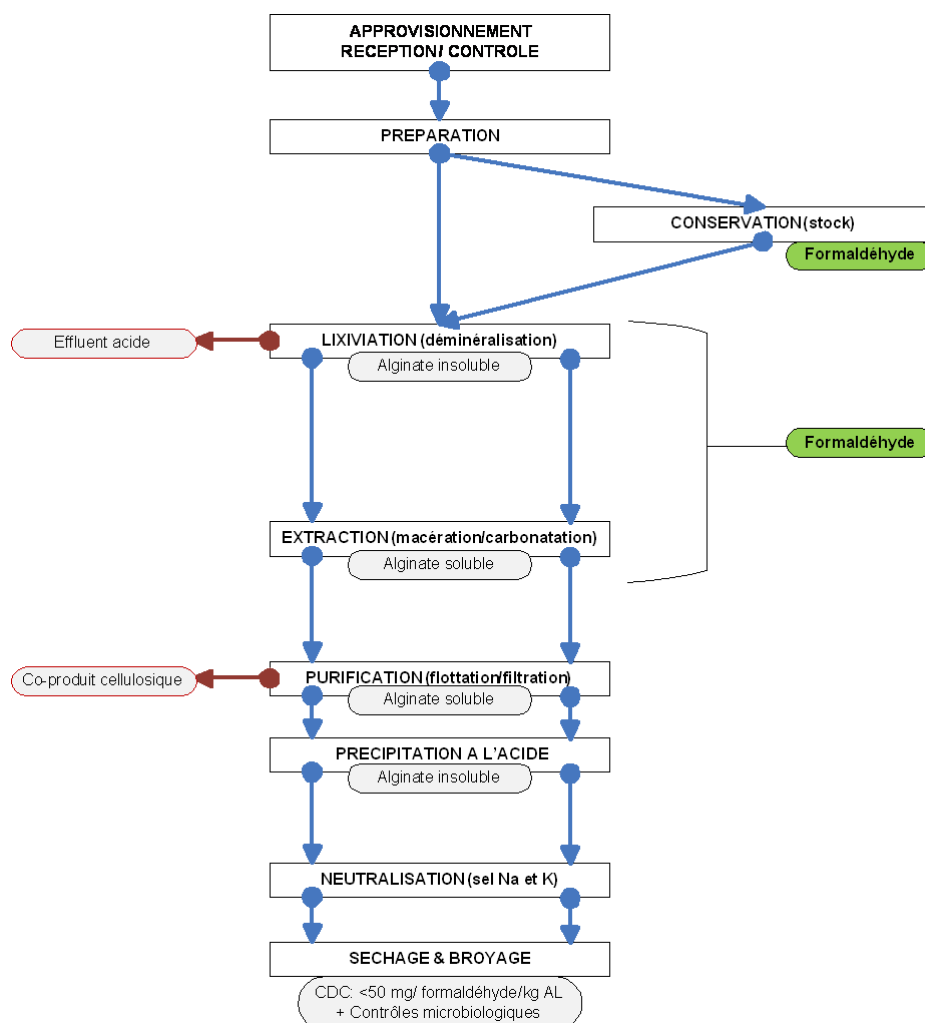 APPROVISIONNEMENT
RECEPTION/ CONTROLE
PREPARATION
CONSERVATION (stock)
Formaldéhyde
LIXIVIATION (déminéralisation)
Effluent acide
Alginate insoluble
Formaldéhyde
EXTRACTION (macération/carbonatation)
Alginate soluble
PURIFICATION (flottation/filtration)
Co-produit cellulosique
Alginate soluble
PRECIPITATION A L'ACIDE
Alginate insoluble
NEUTRALISATION (sel Na et K)
SECHAGE & BROYAGE
CDC: <50 mg/ formaldéhyde/kg AL
+ Contrôles microbiologiques